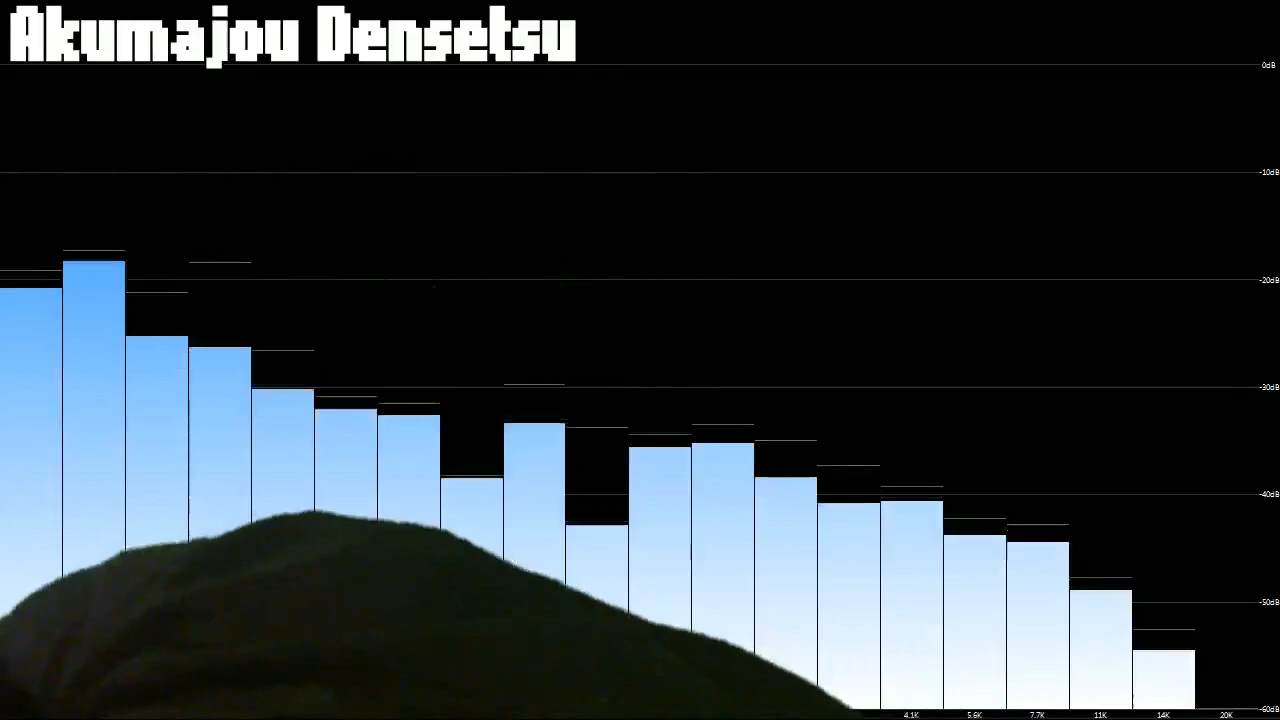 Akumajou Densetsu
0dB
-10dB
-20dB
-30dB
-40dB
-50dB
-60dB
4.1K 5.6K 7.7K 11K 14K 20K